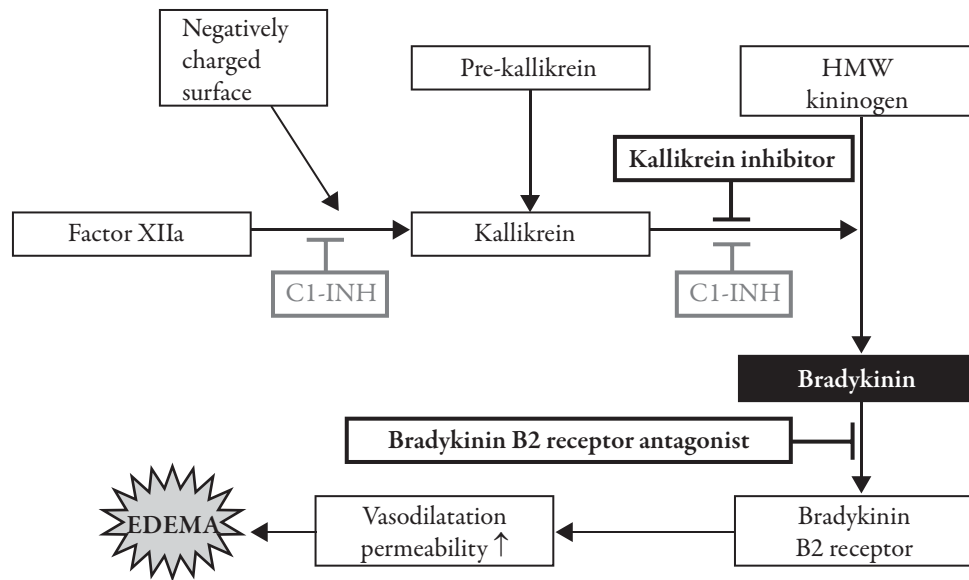 Negatively
charged
surface
Pre-kallikrein
HMW
kininogen
Kallikrein inhibitor
Factor XIIa
Kallikrein
C1-INH
C1-INH
Bradykinin
Bradykinin B2 receptor antagonist
EDEMA
Vasodilatation
permeability ↑
Bradykinin
B2 receptor